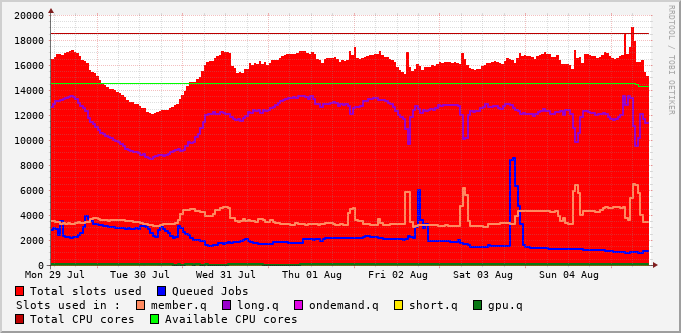 20000
18000
16000
14000
12000
10000
8000
6000
4000
2000
0
Mon 29 Jul Tue 30 Jul Wed 31 Jul Thu 01 Aug Fri 02 Aug Sat 03 Aug Sun 04 Aug
Total slots used Queued Jobs
Slots used in : member.q long.q ondemand.q short.q gpu.q
Total CPU cores Available CPU cores
RRDTOOL / TOBI OETIKER